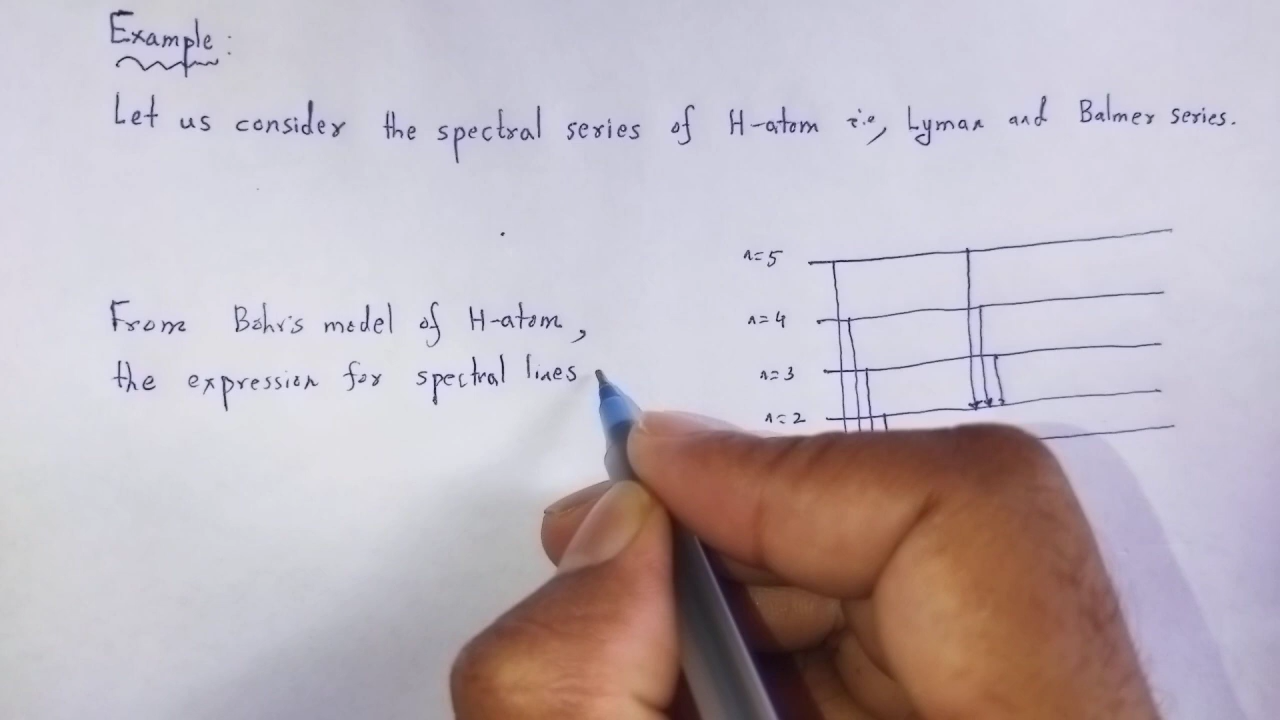 Example:
Let us consider the spectral series of H-atom i.e, Lyman and Balmer series.
n=5
n=4
From Bohr's model of H-atom,
n=3
the expression for spectral lines
n=2